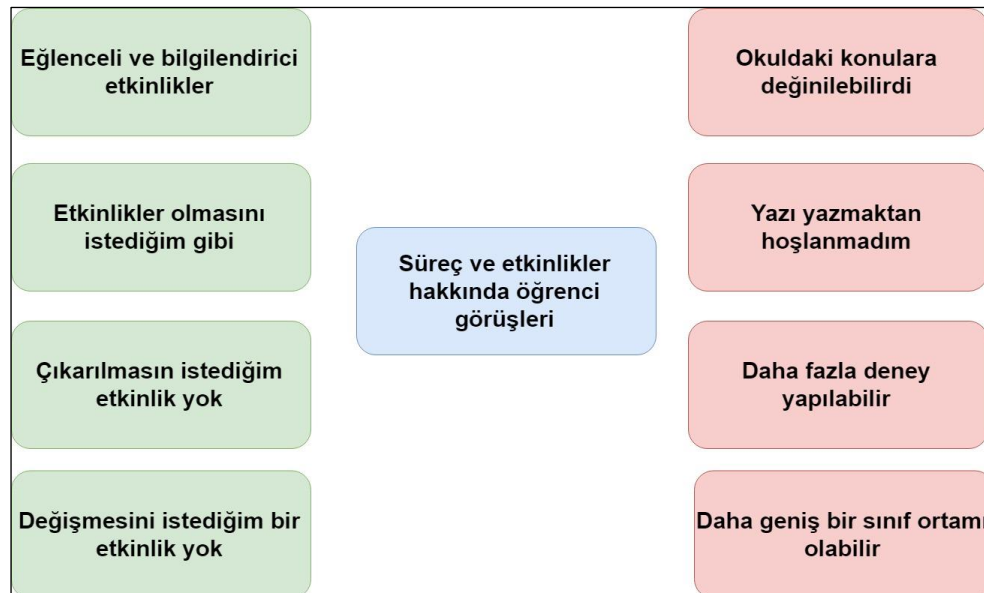 Eğlenceli ve bilgilendirici
etkinlikler
Okuldaki konulara
değinilebilirdi
Etkinlikler olmasını
istediğim gibi
Yazı yazmaktan
hoşlanmadım
Süreç ve etkinlikler
hakkında öğrenci
görüşleri
Çıkarılmasın istediğim
etkinlik yok
Daha fazla deney
yapılabilir
Değişmesini istediğim bir
etkinlik yok
Daha geniş bir sınıf ortamı
olabilir